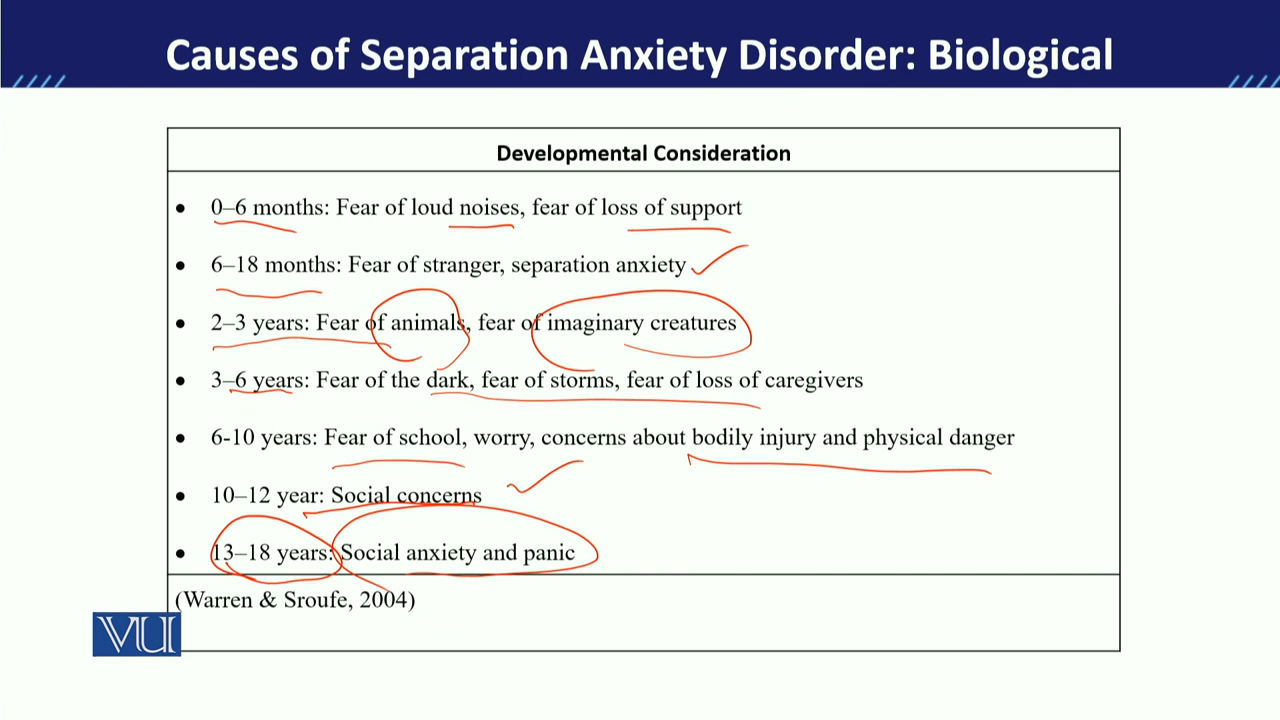 Causes of Separation Anxiety Disorder: Biological
Developmental Consideration
• 0–6 months: Fear of loud noises, fear of loss of support
• 6–18 months: Fear of stranger, separation anxiety
• 2–3 years: Fear of animals, fear of imaginary creatures
• 3–6 years: Fear of the dark, fear of storms, fear of loss of caregivers
• 6-10 years: Fear of school, worry, concerns about bodily injury and physical danger
• 10–12 year: Social concerns
• 13–18 years: Social anxiety and panic
(Warren & Sroufe, 2004)
VU